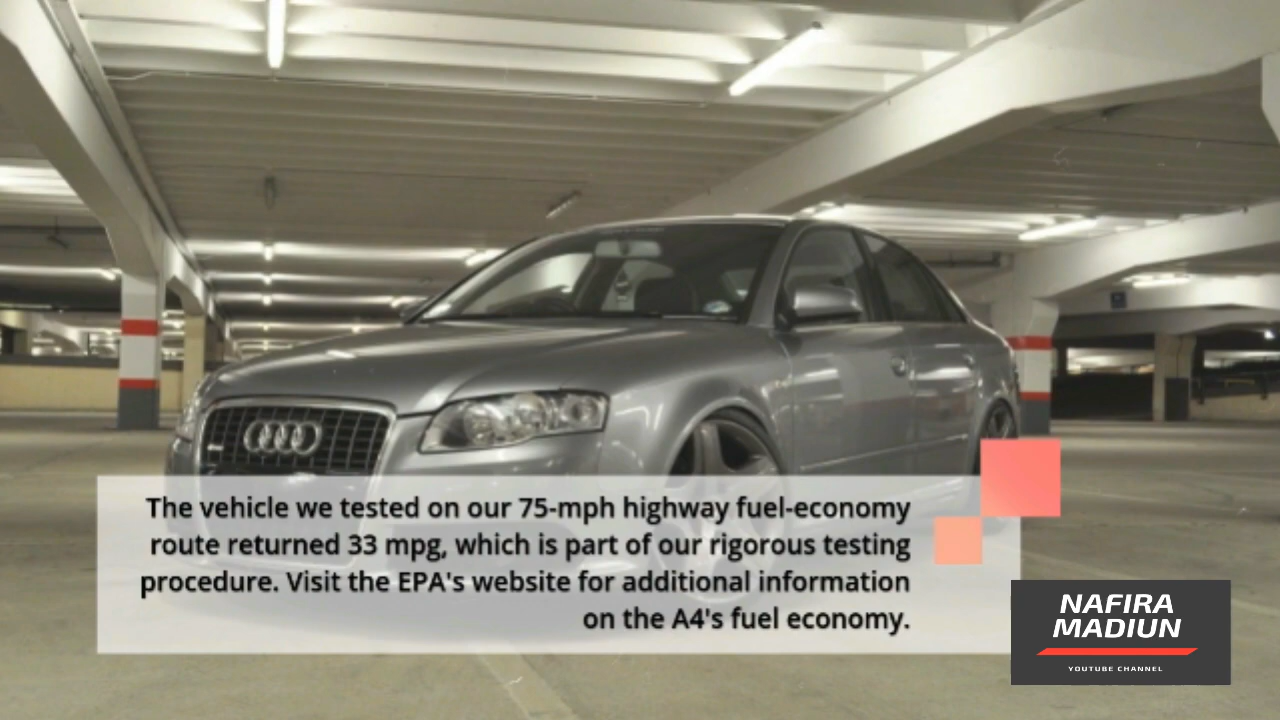 The vehicle we tested on our 75-mph highway fuel-economy
route returned 33 mpg, which is part of our rigorous testing
procedure. Visit the EPA's website for additional information
on the A4's fuel economy.
NAFIRA
MADIUN
YOUTUBE CHANNEL